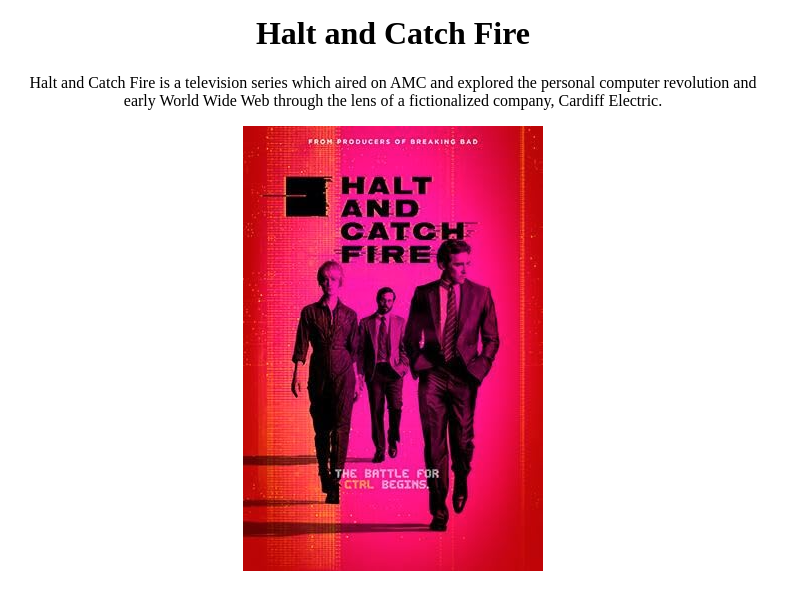 Halt and Catch Fire
Halt and Catch Fire is a television series which aired on AMC and explored the personal computer revolution and
early World Wide Web through the lens of a fictionalized company, Cardiff Electric.
FROM PRODUCERS OF BREAKING BAD
HALT
AND
CATCH
FIRE
THE BATTLE FOR
CTRL BEGINS.